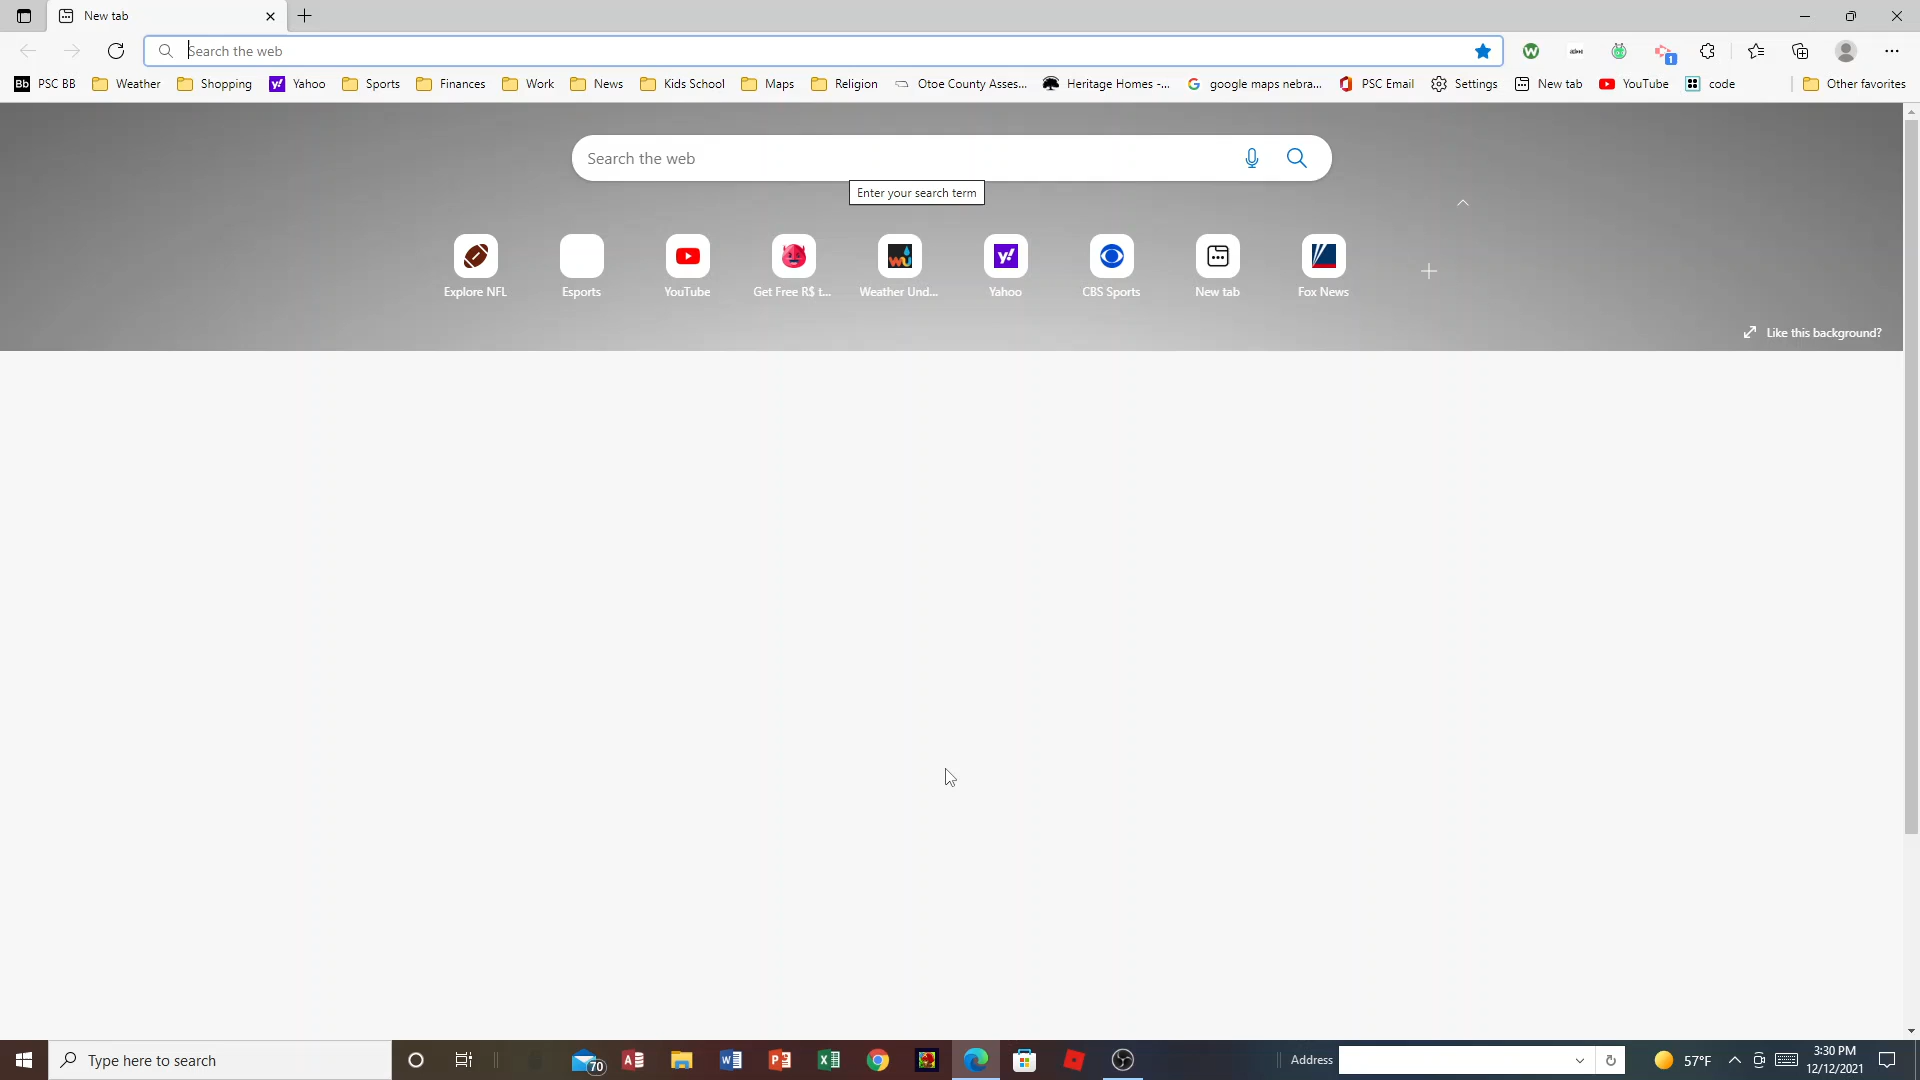 New tab
Search the web
1
Bb PSC BB Weather Shopping Yahoo Sports Finances Work News Kids School Maps Religion Otoe County Asses... Heritage Homes -... google maps nebra... PSC Email Settings New tab YouTube code Other favorites
Search the web
Enter your search term
Explore NFL Esports YouTube Get Free R$ t... Weather Und... Yahoo CBS Sports New tab Fox News
Like this background?
Type here to search 70 Address 57°F 3:30 PM
12/12/2021